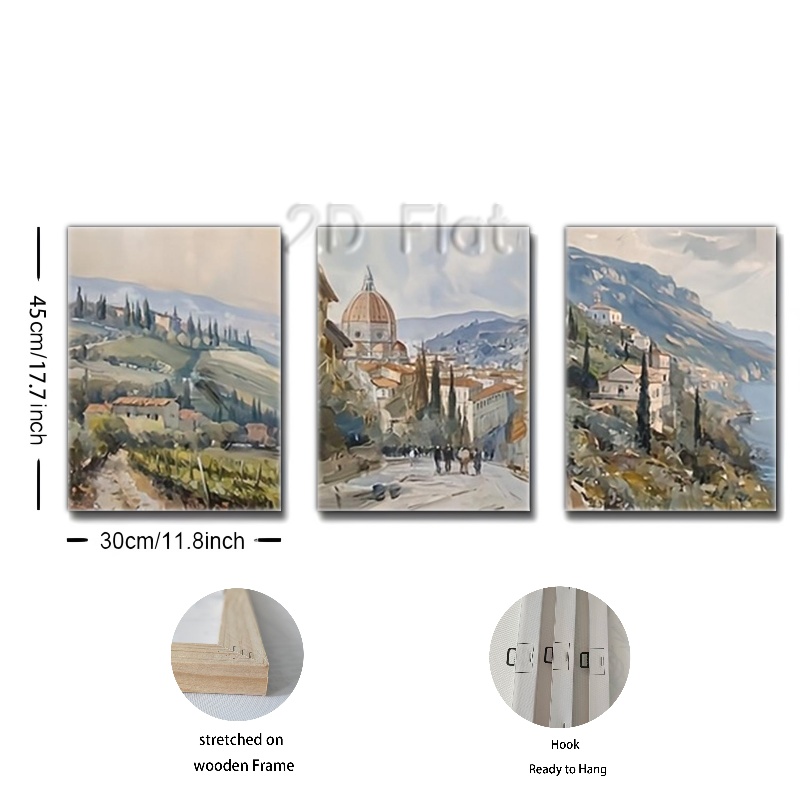 2D Flat
45cm/17.7inch
30cm/11.8inch
stretched on
wooden Frame
Hook
Ready to Hang